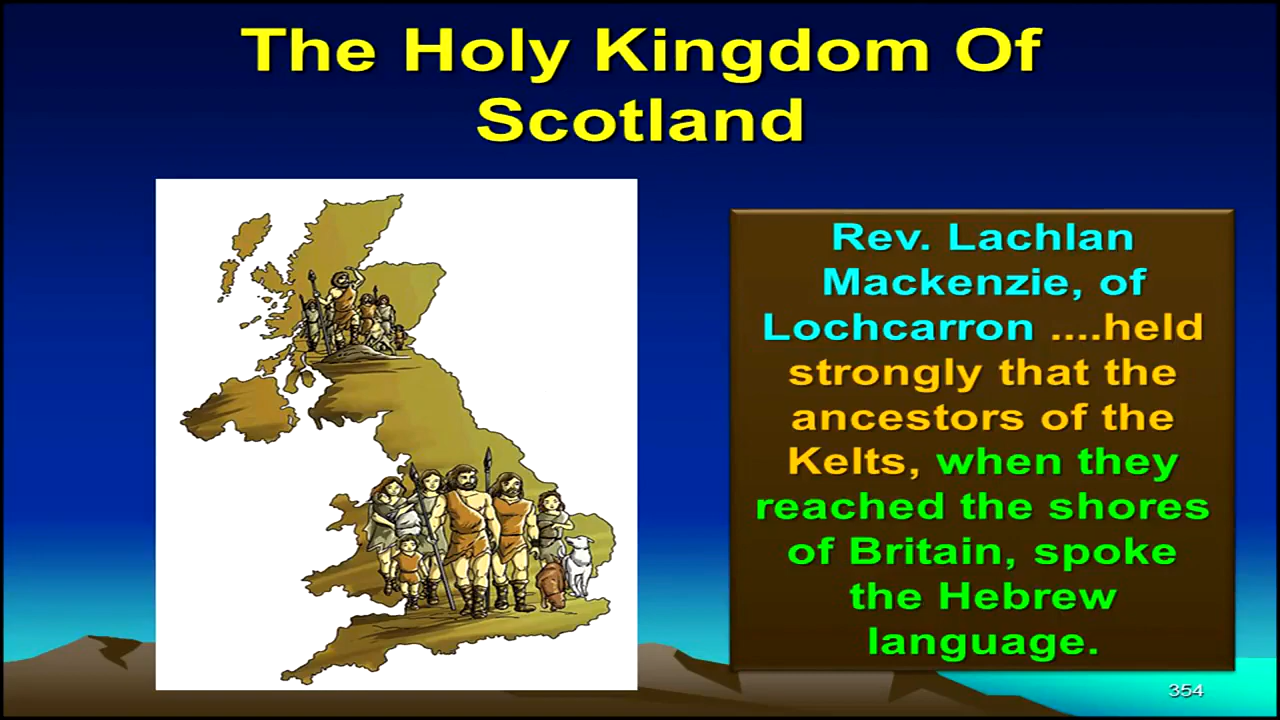 The Holy Kingdom Of
Scotland
Rev. Lachlan
Mackenzie, of
Lochcarron ....held
strongly that the
ancestors of the
Kelts, when they
reached the shores
of Britain, spoke
the Hebrew
language.
354